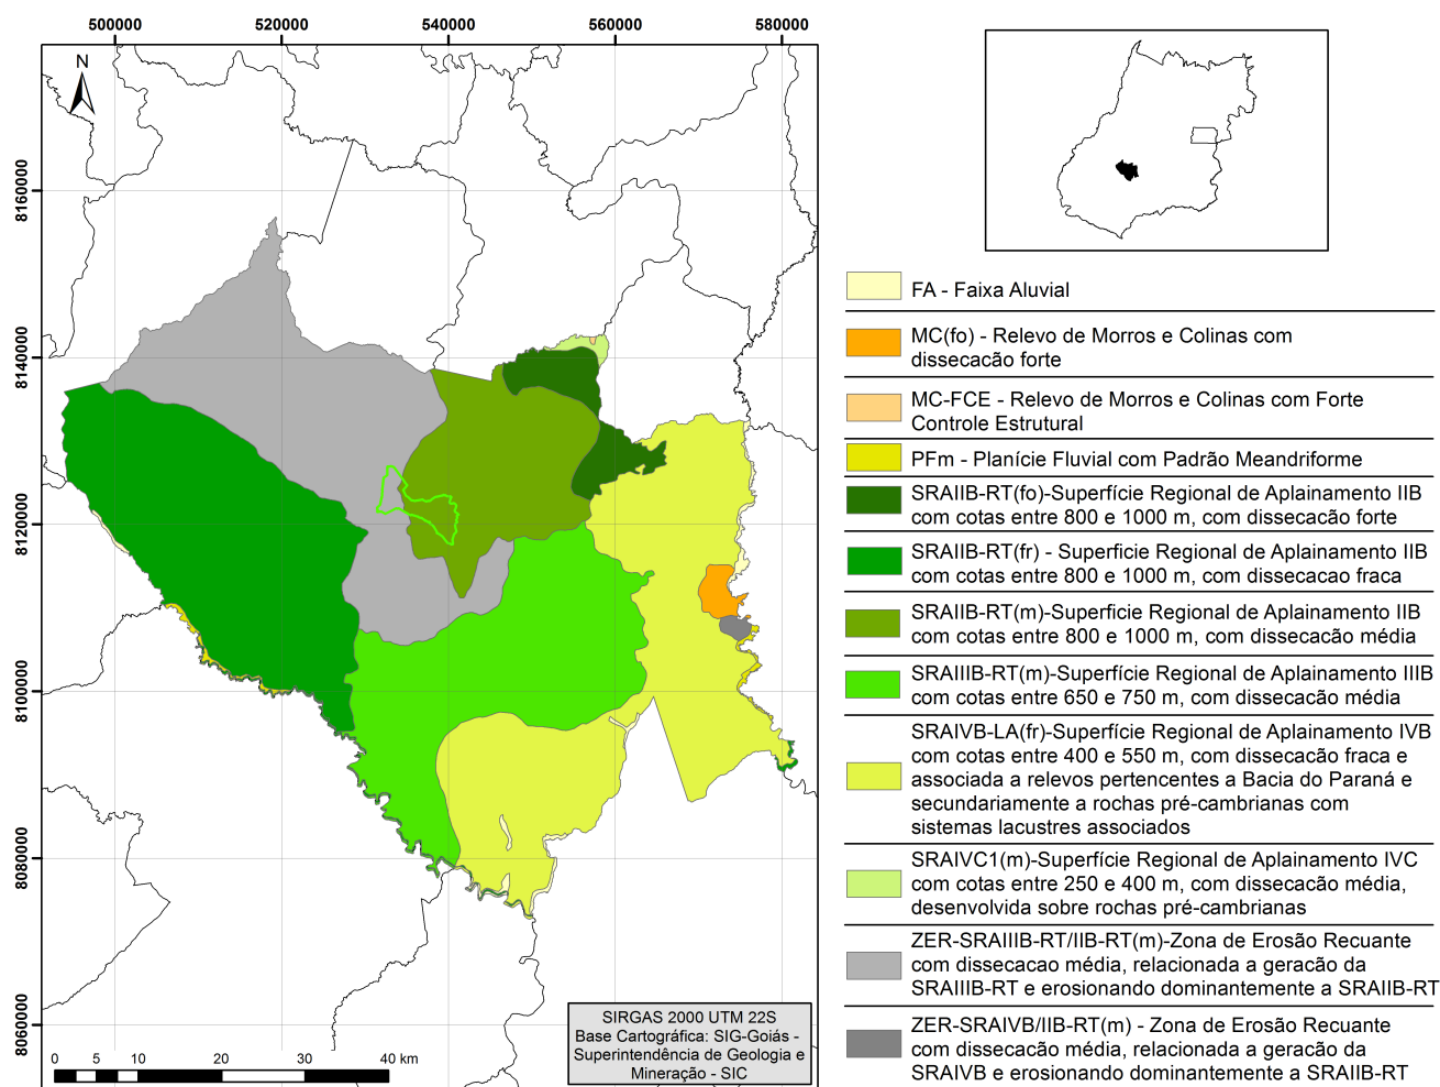 500000
520000
540000
560000
580000
N
8160000
8140000
8120000
8100000
8080000
8060000
0 5 10 20 30 40 km
SIRGAS 2000 UTM 22S
Base Cartográfica: SIG-Goiás -
Superintendência de Geologia e
Mineração - SIC
FA - Faixa Aluvial
MC(fo) - Relevo de Morros e Colinas com
dissecacão forte
MC-FCE - Relevo de Morros e Colinas com Forte
Controle Estrutural
PFm - Planície Fluvial com Padrão Meandriforme
SRAIIB-RT(fo)-Superfície Regional de Aplainamento IIB
com cotas entre 800 e 1000 m, com dissecacão forte
SRAIIB-RT(fr) - Superficie Regional de Aplainamento IIB
com cotas entre 800 e 1000 m, com dissecacao fraca
SRAIIB-RT(m)-Superficie Regional de Aplainamento IIB
com cotas entre 800 e 1000 m, com dissecacão média
SRAIIIB-RT(m)-Superfície Regional de Aplainamento IIIB
com cotas entre 650 e 750 m, com dissecacão média
SRAIVB-LA(fr)-Superfície Regional de Aplainamento IVB
com cotas entre 400 e 550 m, com dissecacão fraca e
associada a relevos pertencentes a Bacia do Paraná e
secundariamente a rochas pré-cambrianas com
sistemas lacustres associados
SRAIVC1(m)-Superfície Regional de Aplainamento IVC
com cotas entre 250 e 400 m, com dissecacão média,
desenvolvida sobre rochas pré-cambrianas
ZER-SRAIIIB-RT/IIB-RT(m)-Zona de Erosão Recuante
com dissecacao média, relacionada a geracão da
SRAIIIB-RT e erosionando dominantemente a SRAIIB-RT
ZER-SRAIVB/IIB-RT(m) - Zona de Erosão Recuante
com dissecacão média, relacionada a geracão da
SRAIVB e erosionando dominantemente a SRAIIB-RT